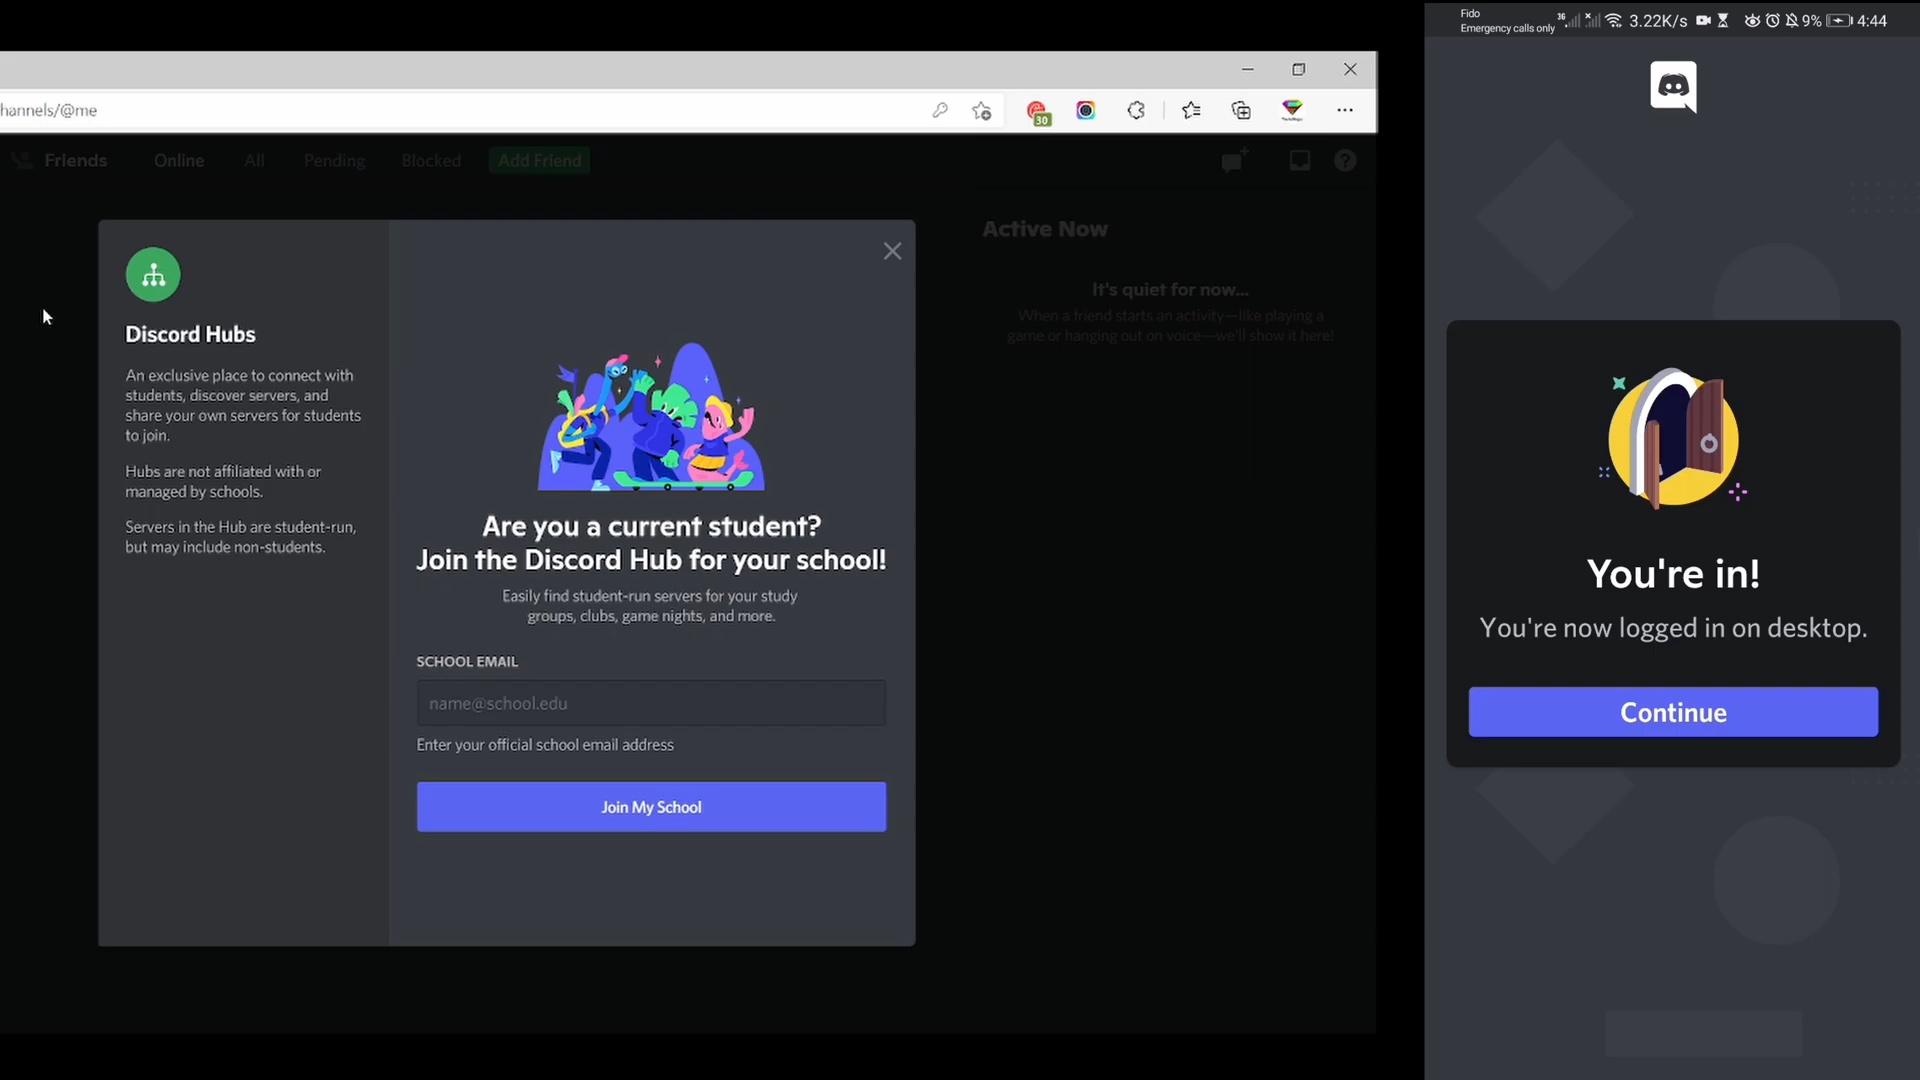 hannels/@me
30
Friends
Online
All
Pending
Blocked
Add Friend
Discord Hubs
An exclusive place to connect with
students, discover servers, and
share your own servers for students
to join.
Hubs are not affiliated with or
managed by schools.
Servers in the Hub are student-run,
but may include non-students.
Are you a current student?
Join the Discord Hub for your school!
Easily find student-run servers for your study
groups, clubs, game nights, and more.
SCHOOL EMAIL
name@school.edu
Enter your official school email address
Join My School
Active Now
It's quiet for now...
When a friend starts an activity—like playing a
game or hanging out on voice—we'll show it here!
Fido
Emergency calls only
3G
3.22K/s
9%
4:44
You're in!
You're now logged in on desktop.
Continue